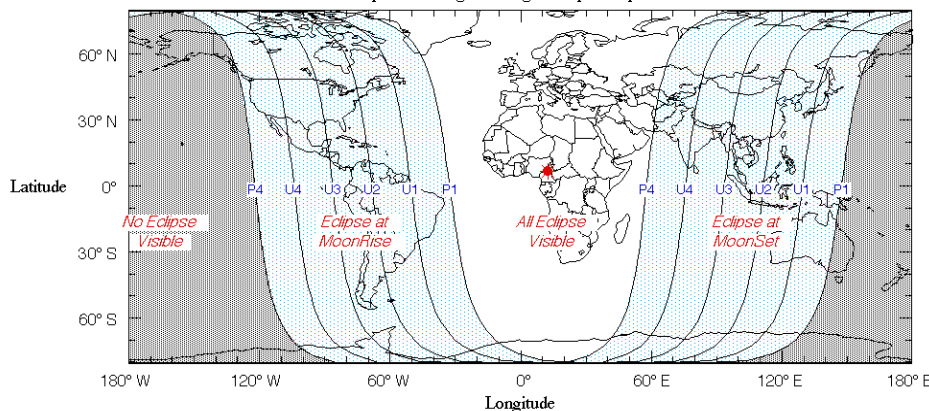 60° N
30° N
Latitude
0°
30° S
60° S
P4 U4 U3 U2 U1 P1 P4 U4 U3 U2 U1 P1
No Eclipse
Visible
Eclipse at
MoonRise
All Eclipse
Visible
Eclipse at
MoonSet
180° W 120° W 60° W 0° 60° E 120° E 180° E
Longitude